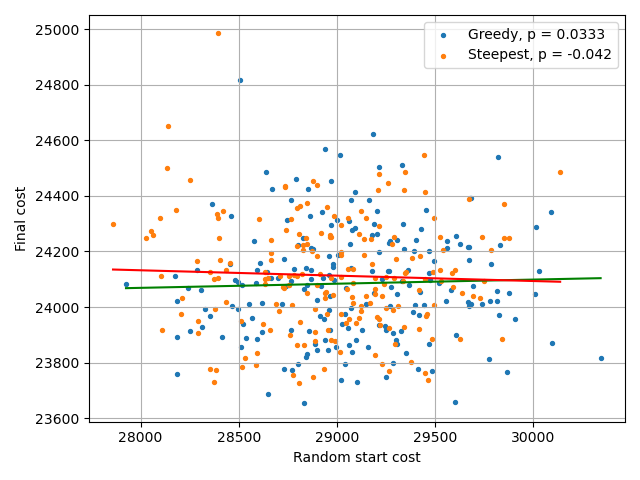 Greedy, p = 0.0333
Steepest, p = -0.042
25000
24800
24600
24400
24200
24000
23800
23600
Final cost
28000 28500 29000 29500 30000
Random start cost